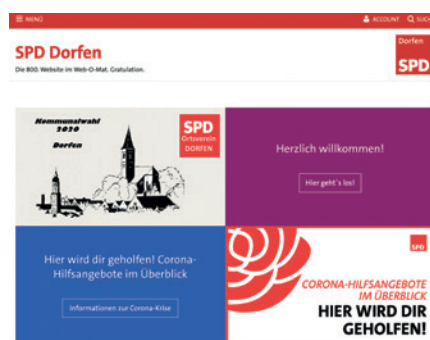 MENÜ
ACCOUNT
SUCHE
SPD Dorfen
Die 800. Website im Web-O-Mat. Gratulation.
Dorfen
SPD
Kommunalwahl
2020
Dorfen
SPD
Ortsverein
DORFEN
Herzlich willkommen!
Hier geht´s los!
Hier wird dir geholfen! Corona-
Hilfsangebote im Überblick
Informationen zur Corona-Krise
SPD
CORONA-HILFSANGEBOTE
IM ÜBERBLICK
HIER WIRD DIR
GEHOLFEN!